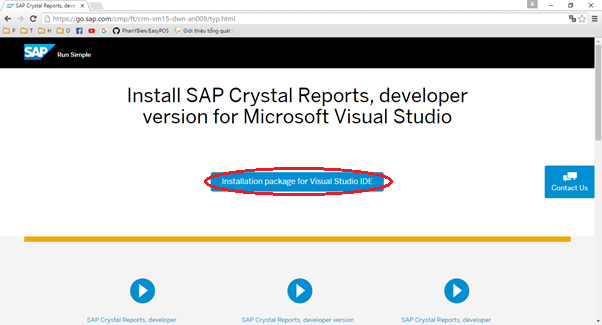 SAP Crystal Reports, deve
https://go.sap.com/cmp/ft/crm-xm15-dwn-an009/typ.html
P T H O G PhanYBien/EasyPOS Giới thiệu tổng quát
SAP Run Simple
Install SAP Crystal Reports, developer
version for Microsoft Visual Studio
Installation package for Visual Studio IDE
Contact Us
SAP Crystal Reports, developer SAP Crystal Reports, developer version SAP Crystal Reports, developer